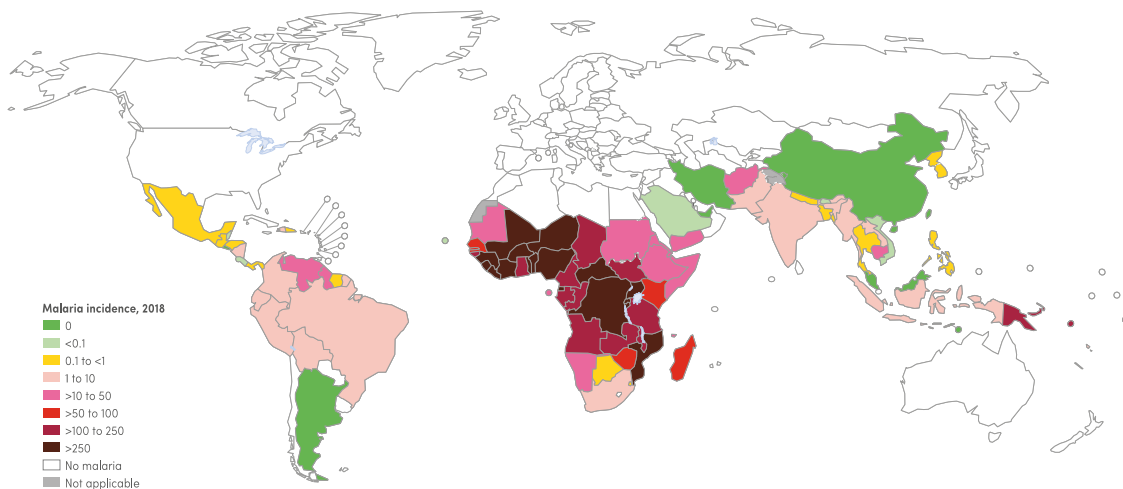 Malaria incidence, 2018
0
<0.1
0.1 to <1
1 to 10
>10 to 50
>50 to 100
>100 to 250
>250
No malaria
Not applicable